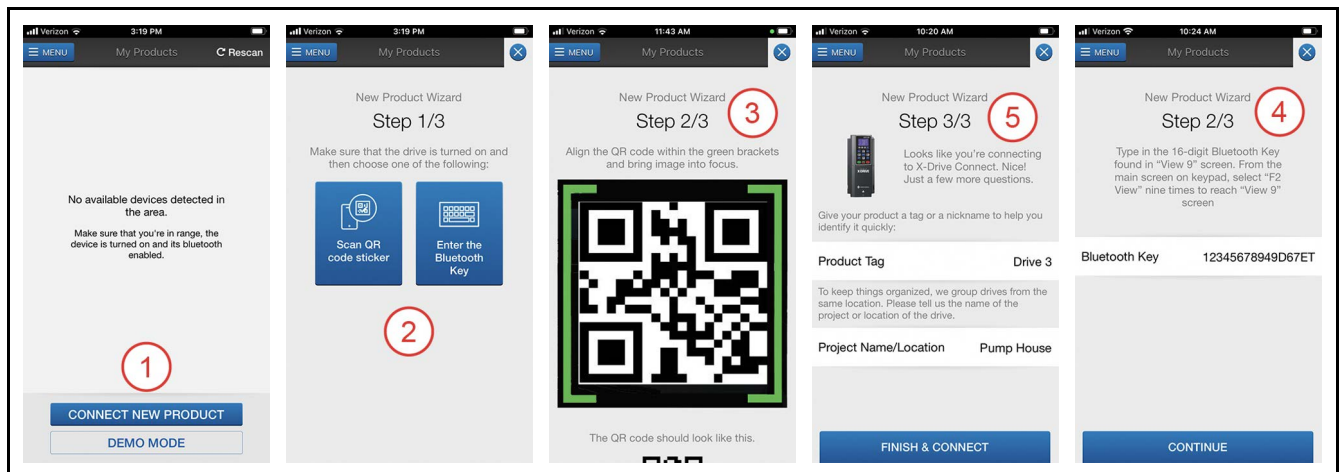 Verizon 3:19 PM
MENU My Products Rescan
No available devices detected in
the area.
Make sure that you're in range, the
device is turned on and its bluetooth
enabled.
1
CONNECT NEW PRODUCT
DEMO MODE
Verizon 3:19 PM
MENU My Products
New Product Wizard
Step 1/3
Make sure that the drive is turned on and
then choose one of the following:
Scan QR
code sticker
Enter the
Bluetooth
Key
2
Verizon 11:43 AM
MENU My Products
New Product Wizard
Step 2/3
3
Align the QR code within the green brackets
and bring image into focus.
The QR code should look like this.
Verizon 10:20 AM
MENU My Products
New Product Wizard
Step 3/3
5
Looks like you're connecting
to X-Drive Connect. Nice!
Just a few more questions.
Give your product a tag or a nickname to help you
identify it quickly:
Product Tag Drive 3
To keep things organized, we group drives from the
same location. Please tell us the name of the
project or location of the drive.
Project Name/Location Pump House
FINISH & CONNECT
Verizon 10:24 AM
MENU My Products
New Product Wizard
Step 2/3
4
Type in the 16-digit Bluetooth Key
found in “View 9” screen. From the
main screen on keypad, select “F2
View” nine times to reach “View 9”
screen
Bluetooth Key 12345678949D67ET
CONTINUE